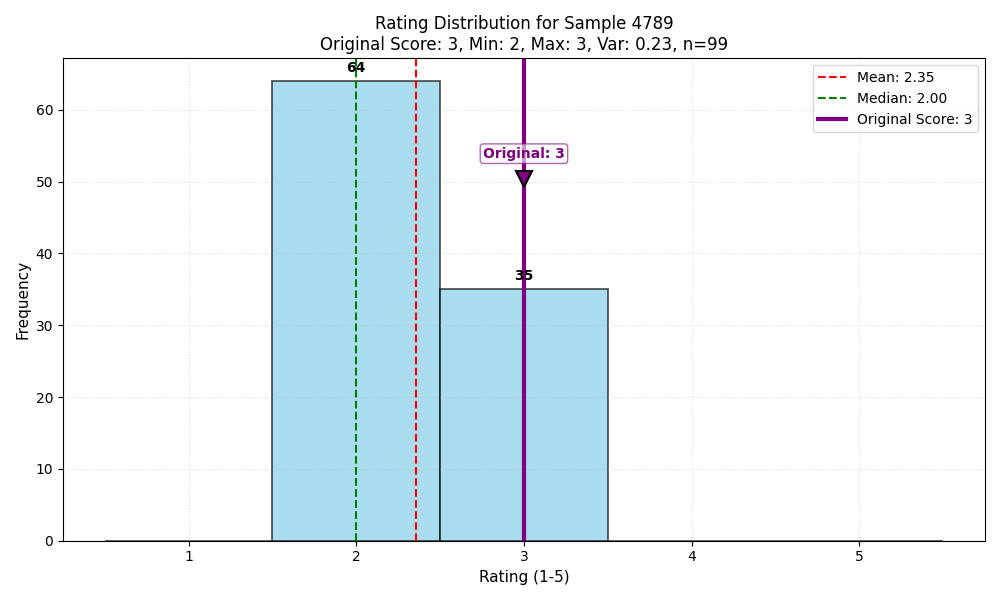 Rating Distribution for Sample 4789
Original Score: 3, Min: 2, Max: 3, Var: 0.23, n=99
Mean: 2.35
Median: 2.00
Original Score: 3
64
Original: 3
35
Frequency
60
50
40
30
20
10
0
1 2 3 4 5
Rating (1-5)